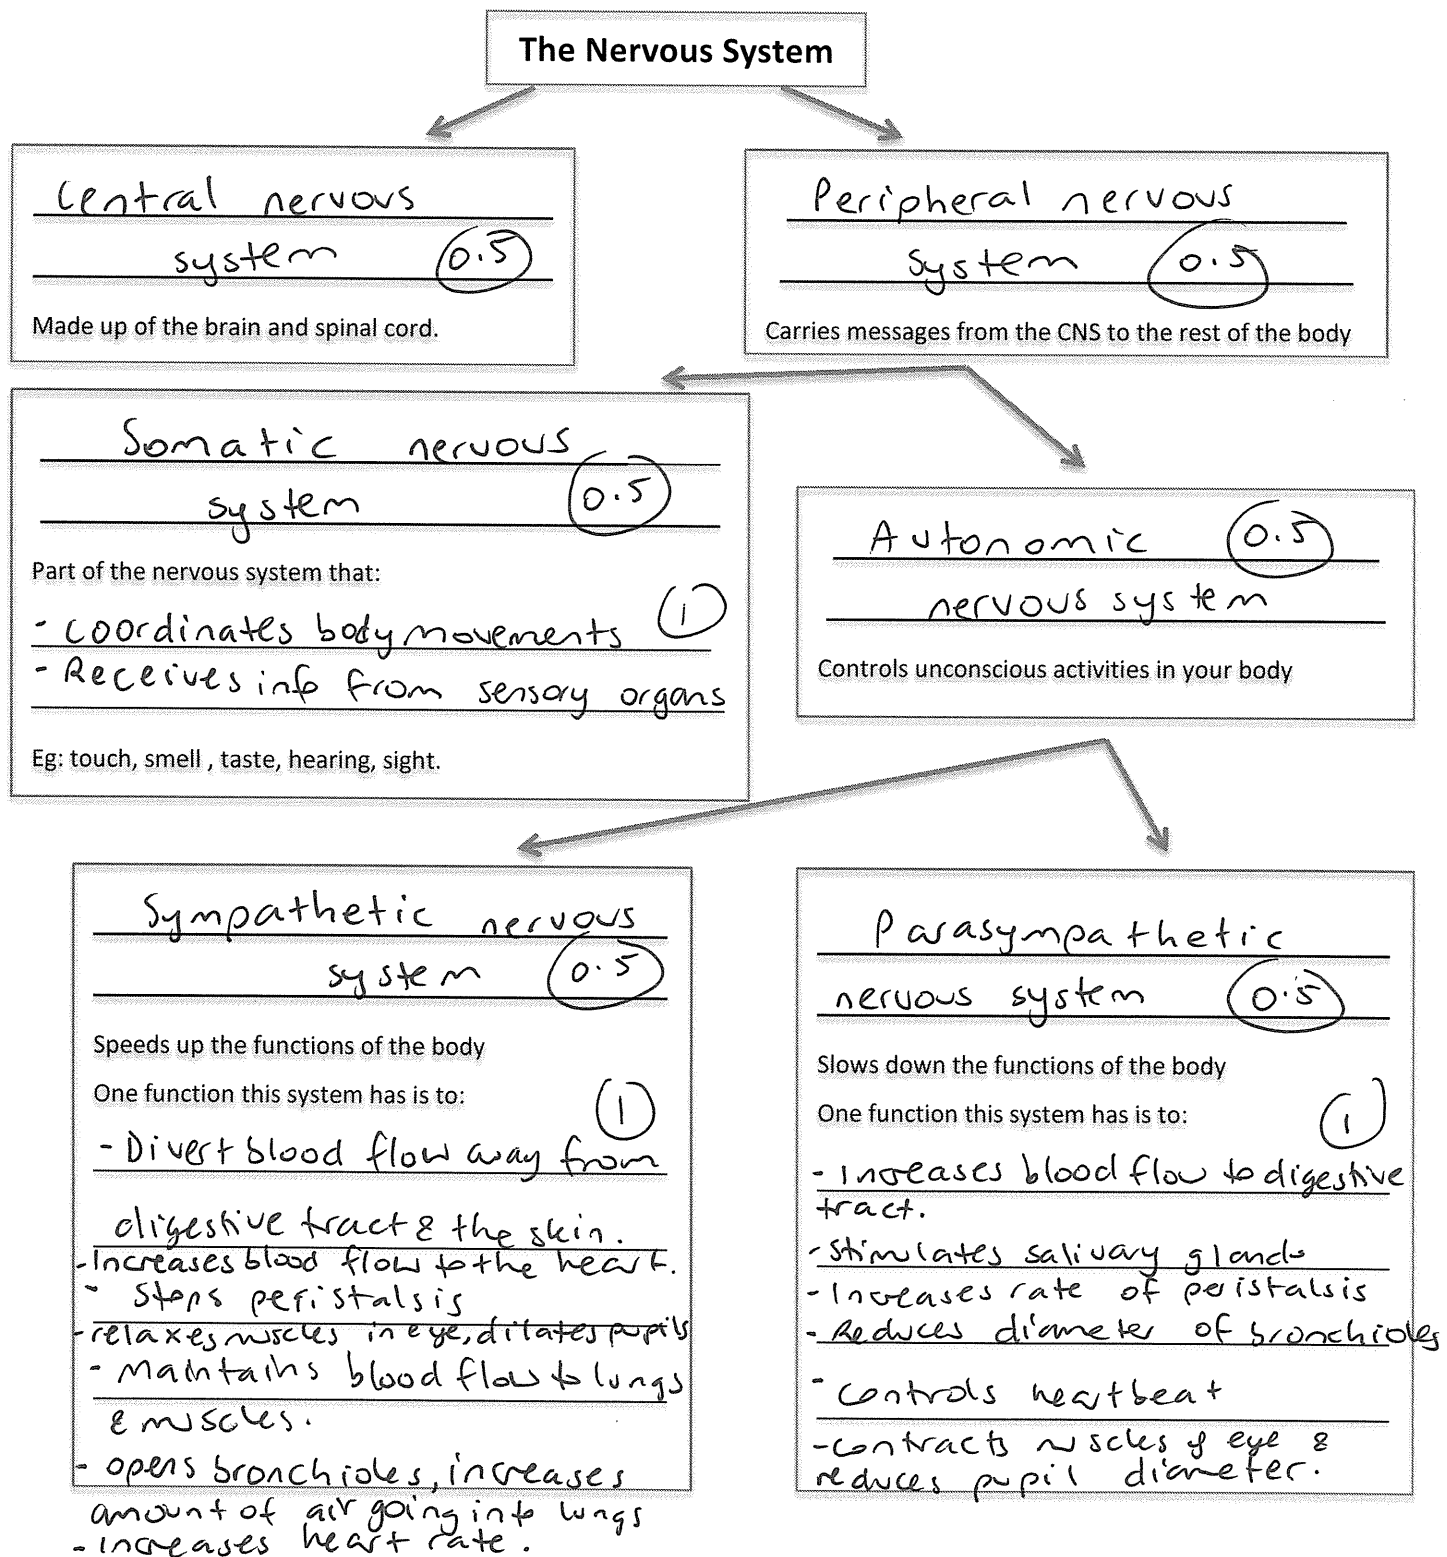 The Nervous System
Central nervous
system 0.5
Made up of the brain and spinal cord.
Peripheral nervous
system 0.5
Carries messages from the CNS to the rest of the body
Somatic nervous
system 0.5
Part of the nervous system that:
- coordinates body movements 1
- Receives info from sensory organs
Eg: touch, smell , taste, hearing, sight.
Autonomic 0.5
nervous system
Controls unconscious activities in your body
Sympathetic nervous
system 0.5
Speeds up the functions of the body
One function this system has is to: 1
- Divert blood flow away from
digestive tract & the skin.
- Increases blood flow to the heart.
- Stops peristalsis
- relaxes muscles in eye, dilates pupils
- Maintains blood flow to lungs
& muscles.
- opens bronchioles, increases
amount of air going into lungs
- increases heart rate.
Parasympathetic
nervous system 0.5
Slows down the functions of the body
One function this system has is to: 1
- Increases blood flow to digestive
tract.
- Stimulates salivary glands
- Increases rate of peristalsis
- Reduces diameter of bronchioles
- controls heartbeat
- contracts muscles of eye &
reduces pupil diameter.